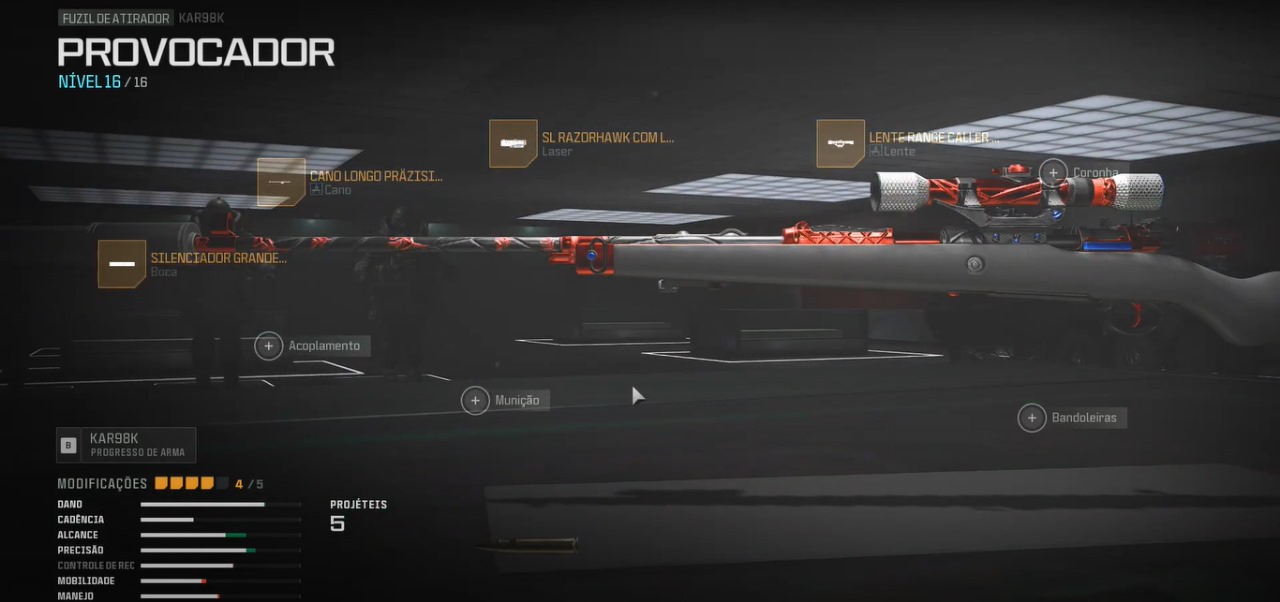 FUZIL DE ATIRADOR KAR98K
PROVOCADOR
NÍVEL 16 / 16
SL RAZORHAWK COM L...
Laser
LENTE RANGE CALLER ...
Lente
Coronha
CANO LONGO PRÄZISI...
Cano
SILENCIADOR GRANDE...
Boca
Acoplamento
Munição
Bandoleiras
B KAR98K
PROGRESSO DE ARMA
MODIFICAÇÕES 4 / 5
DANO
CADÊNCIA
ALCANCE
PRECISÃO
CONTROLE DE REC
MOBILIDADE
MANEJO
PROJÉTEIS
5